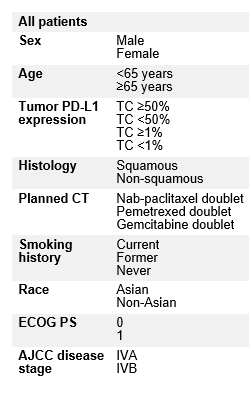 All patients
Sex Male
Female
Age <65 years
≥65 years
Tumor PD-L1 TC ≥50%
expression TC <50%
TC ≥1%
TC <1%
Histology Squamous
Non-squamous
Planned CT Nab-paclitaxel doublet
Pemetrexed doublet
Gemcitabine doublet
Smoking Current
history Former
Never
Race Asian
Non-Asian
ECOG PS 0
1
AJCC disease IVA
stage IVB